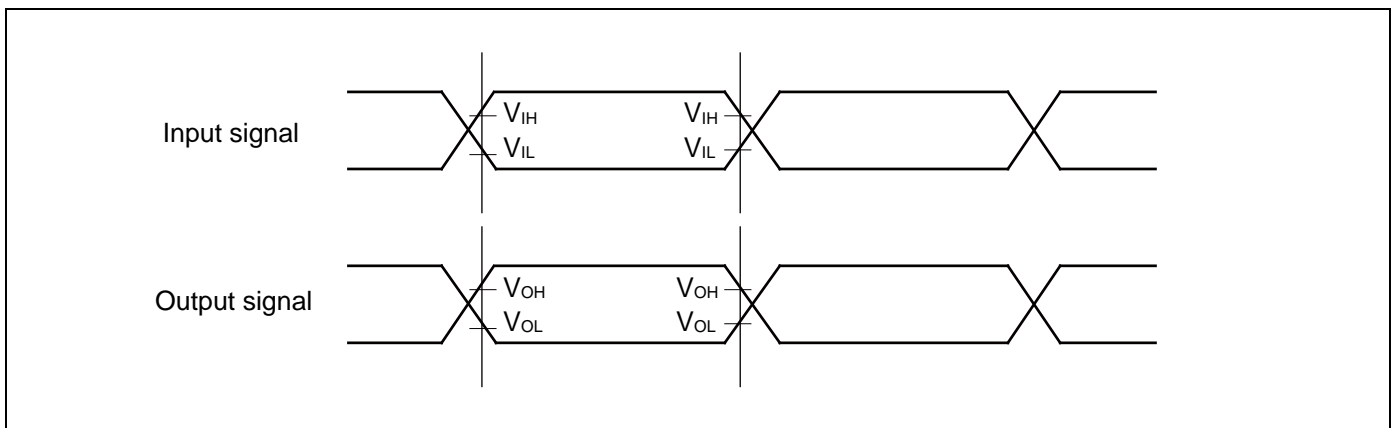 VIH VIH
Input signal
VIL VIL
VOH VOH
Output signal
VOL VOL